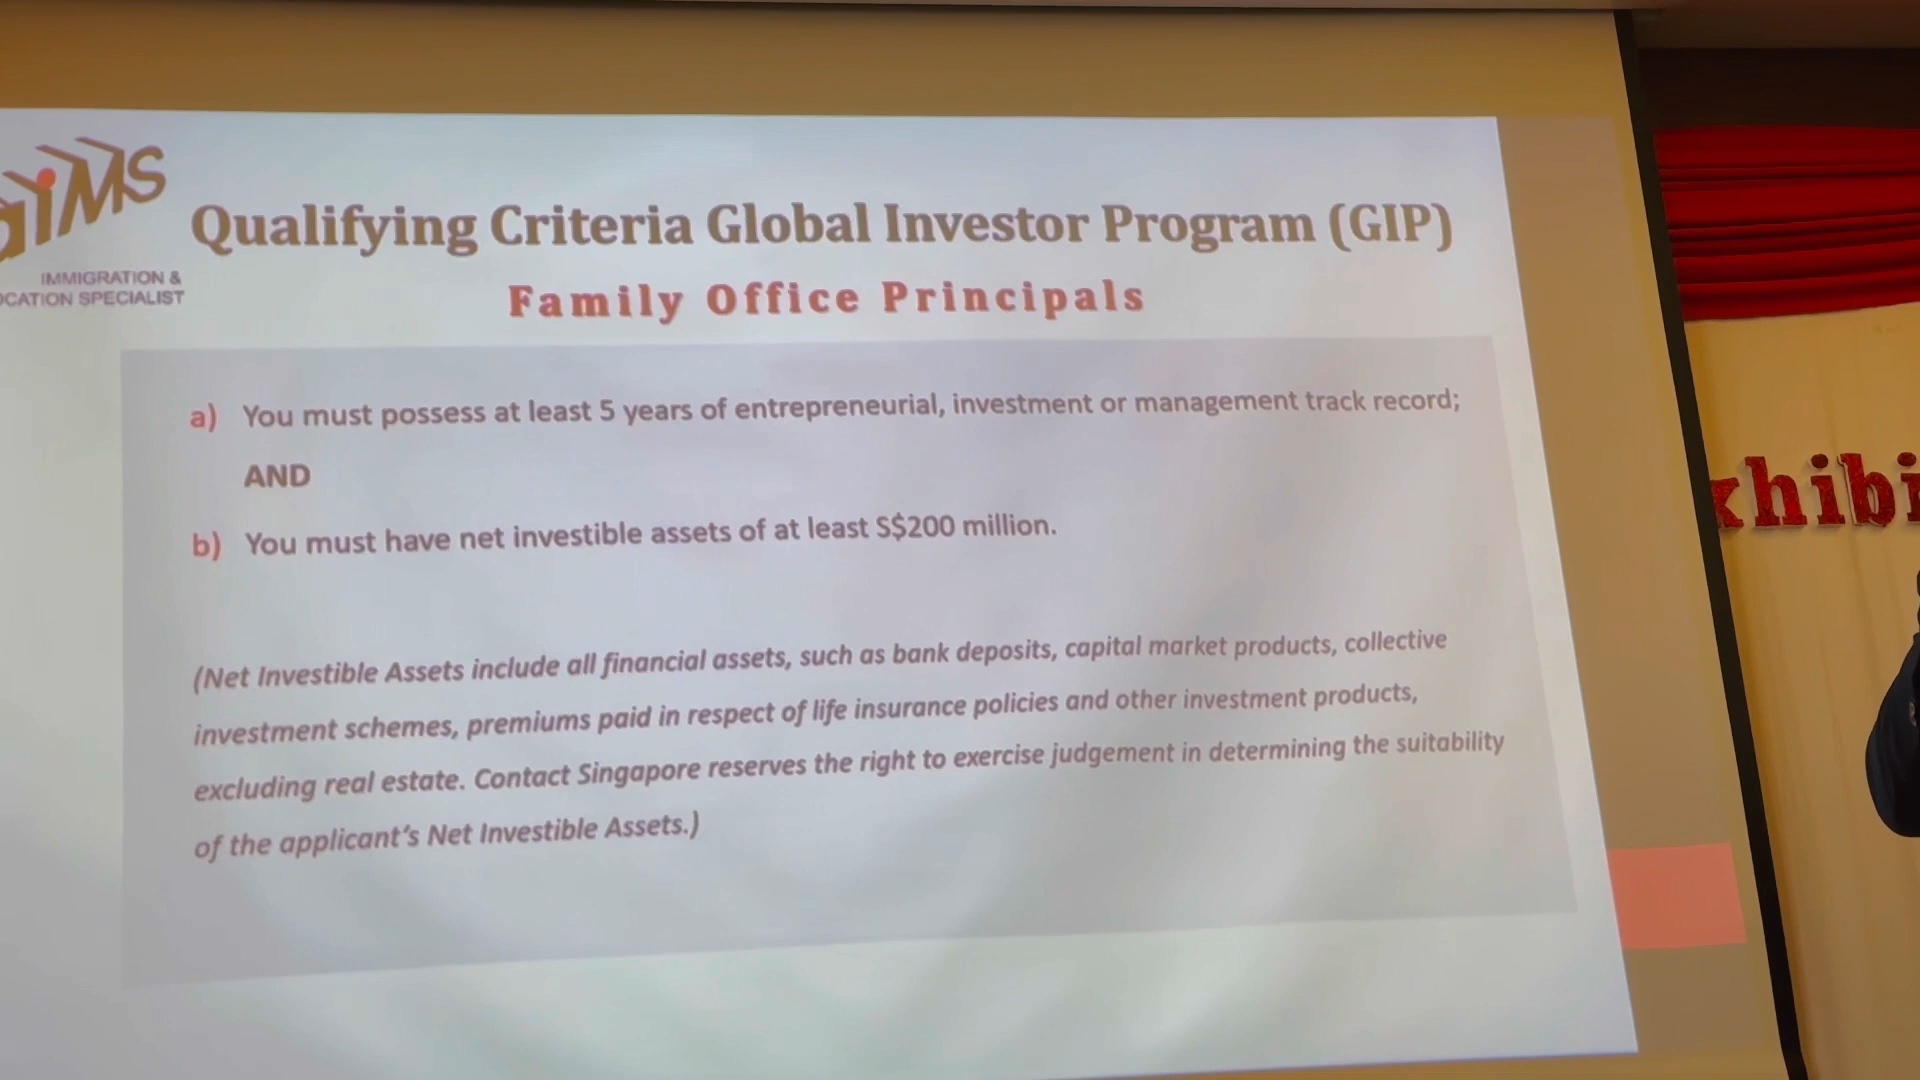 aiMS
IMMIGRATION &
OCATION SPECIALIST
Qualifying Criteria Global Investor Program (GIP)
Family Office Principals
a) You must possess at least 5 years of entrepreneurial, investment or management track record;
AND
b) You must have net investible assets of at least S$200 million.
(Net Investible Assets include all financial assets, such as bank deposits, capital market products, collective
investment schemes, premiums paid in respect of life insurance policies and other investment products,
excluding real estate. Contact Singapore reserves the right to exercise judgement in determining the suitability
of the applicant's Net Investible Assets.)
xhibi